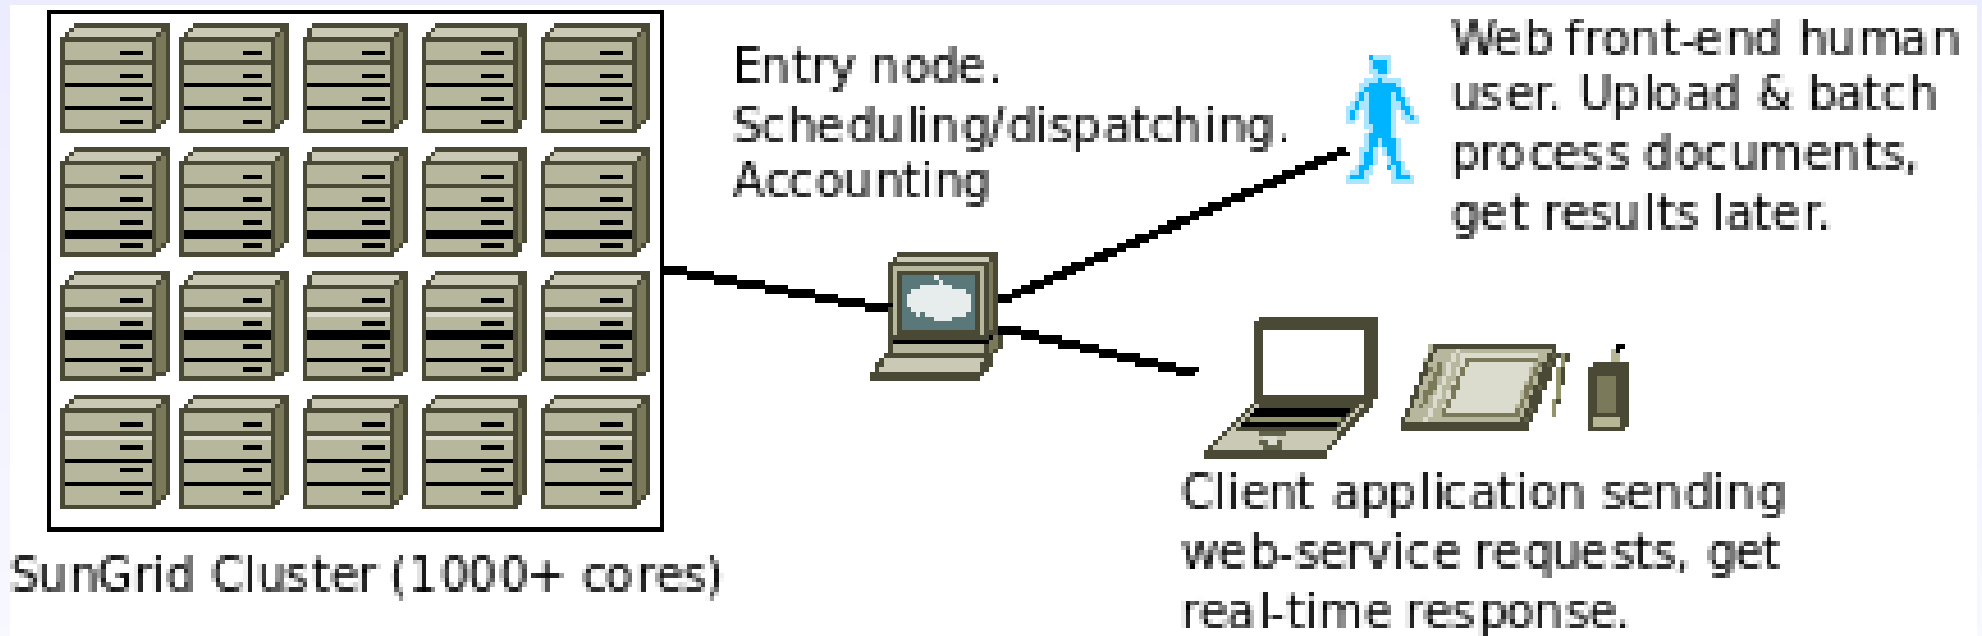 Entry node.
Scheduling/dispatching.
Accounting
Web front-end human
user. Upload & batch
process documents,
get results later.
Client application sending
web-service requests, get
real-time response.
SunGrid Cluster (1000+ cores)